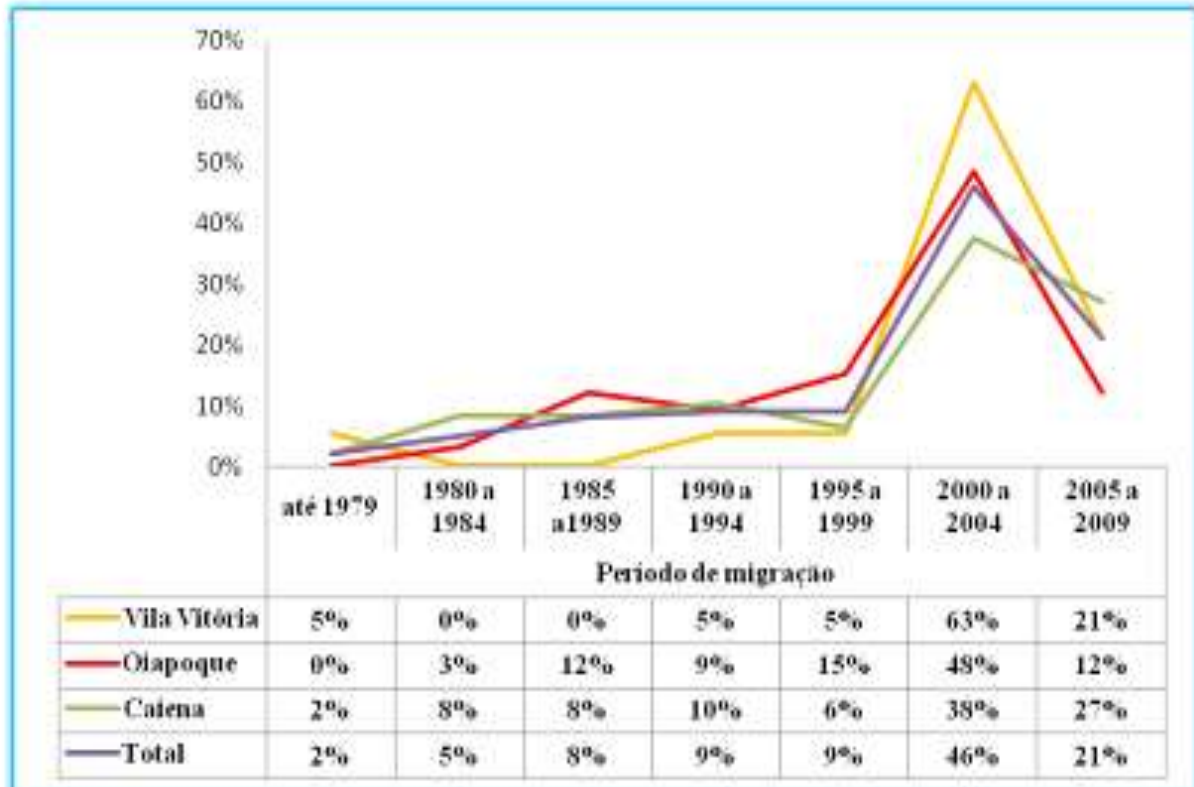 70%
60%
50%
40%
30%
20%
10%
0%
até 1979 1980 a 1984 1985 a1989 1990 a 1994 1995 a 1999 2000 a 2004 2005 a 2009
Período de migração
Vila Vitória 5% 0% 0% 5% 5% 63% 21%
Oiapoque 0% 3% 12% 9% 15% 48% 12%
Caiena 2% 8% 8% 10% 6% 38% 27%
Total 2% 5% 8% 9% 9% 46% 21%